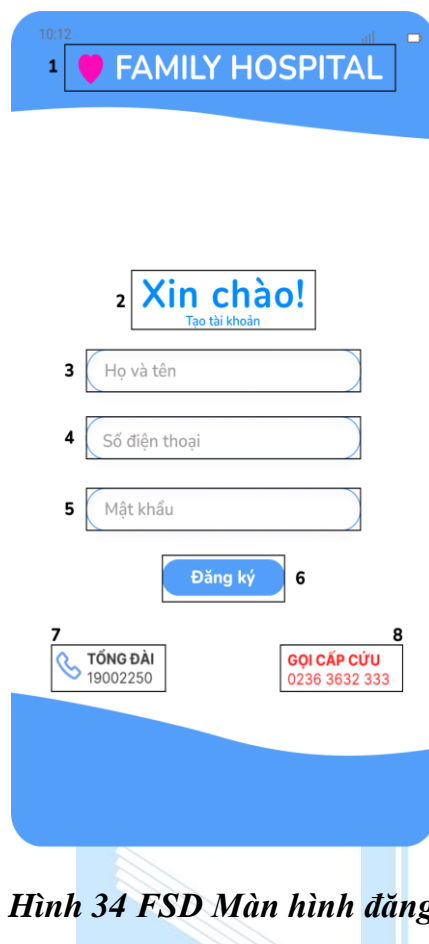 10:12
1 FAMILY HOSPITAL
2 Xin chào!
Tạo tài khoản
3 Họ và tên
4 Số điện thoại
5 Mật khẩu
Đăng ký 6
7 8
TỔNG ĐÀI
19002250
GỌI CẤP CỨU
0236 3632 333
Hình 34 FSD Màn hình đăng